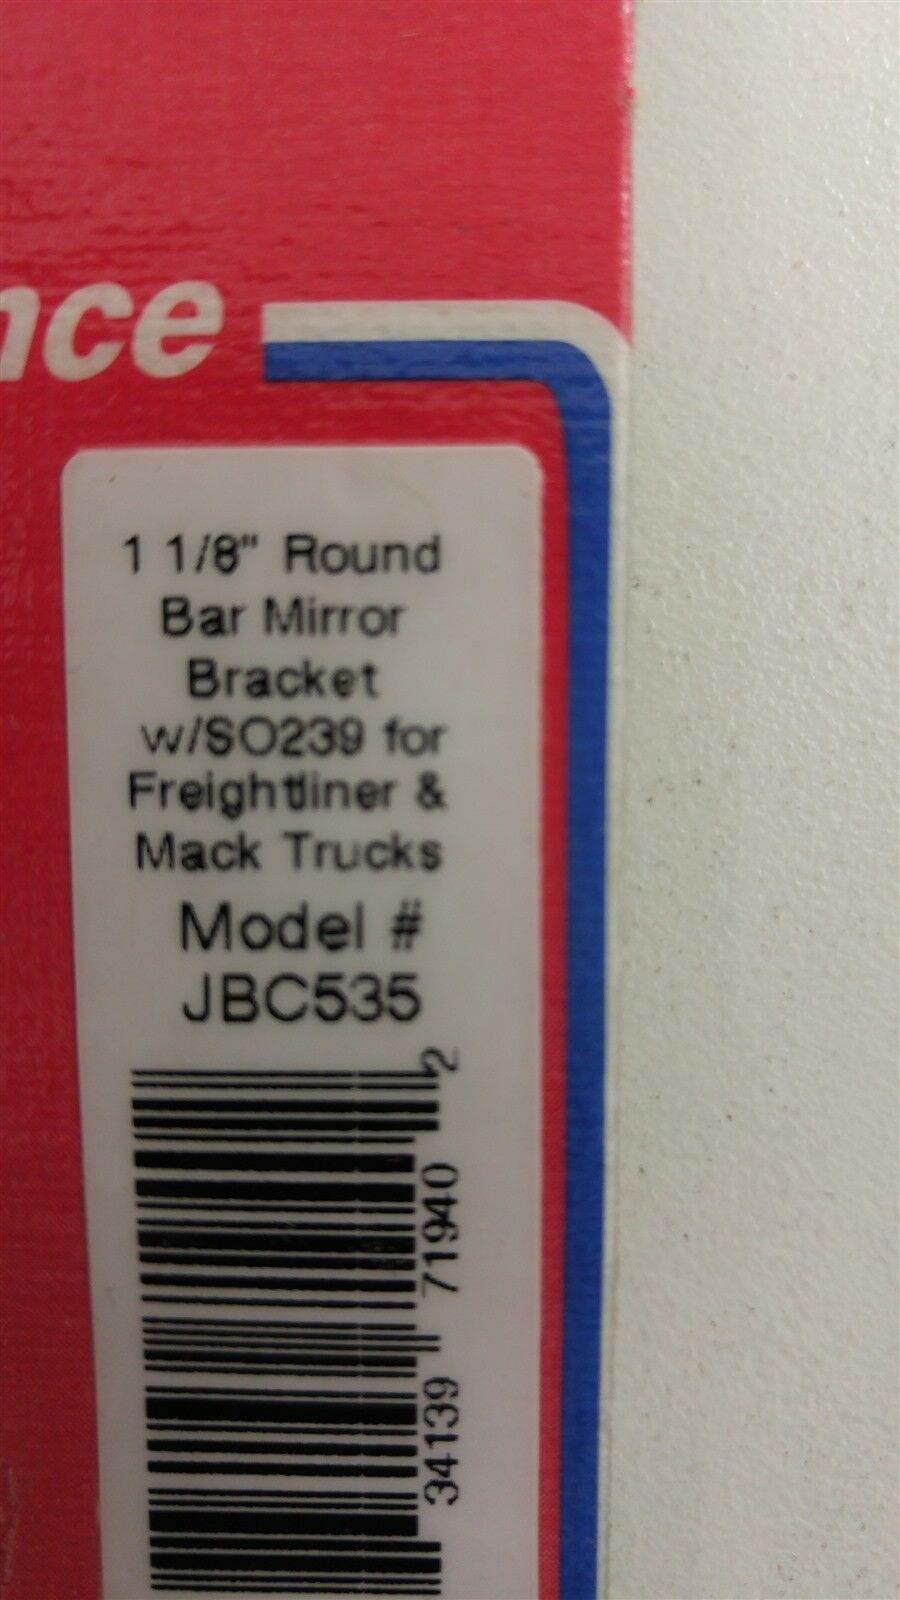 nce
1 1/8" Round
Bar Mirror
Bracket
w/SO239 for
Freightliner &
Mack Trucks
Model #
JBC535
34139 71940 2